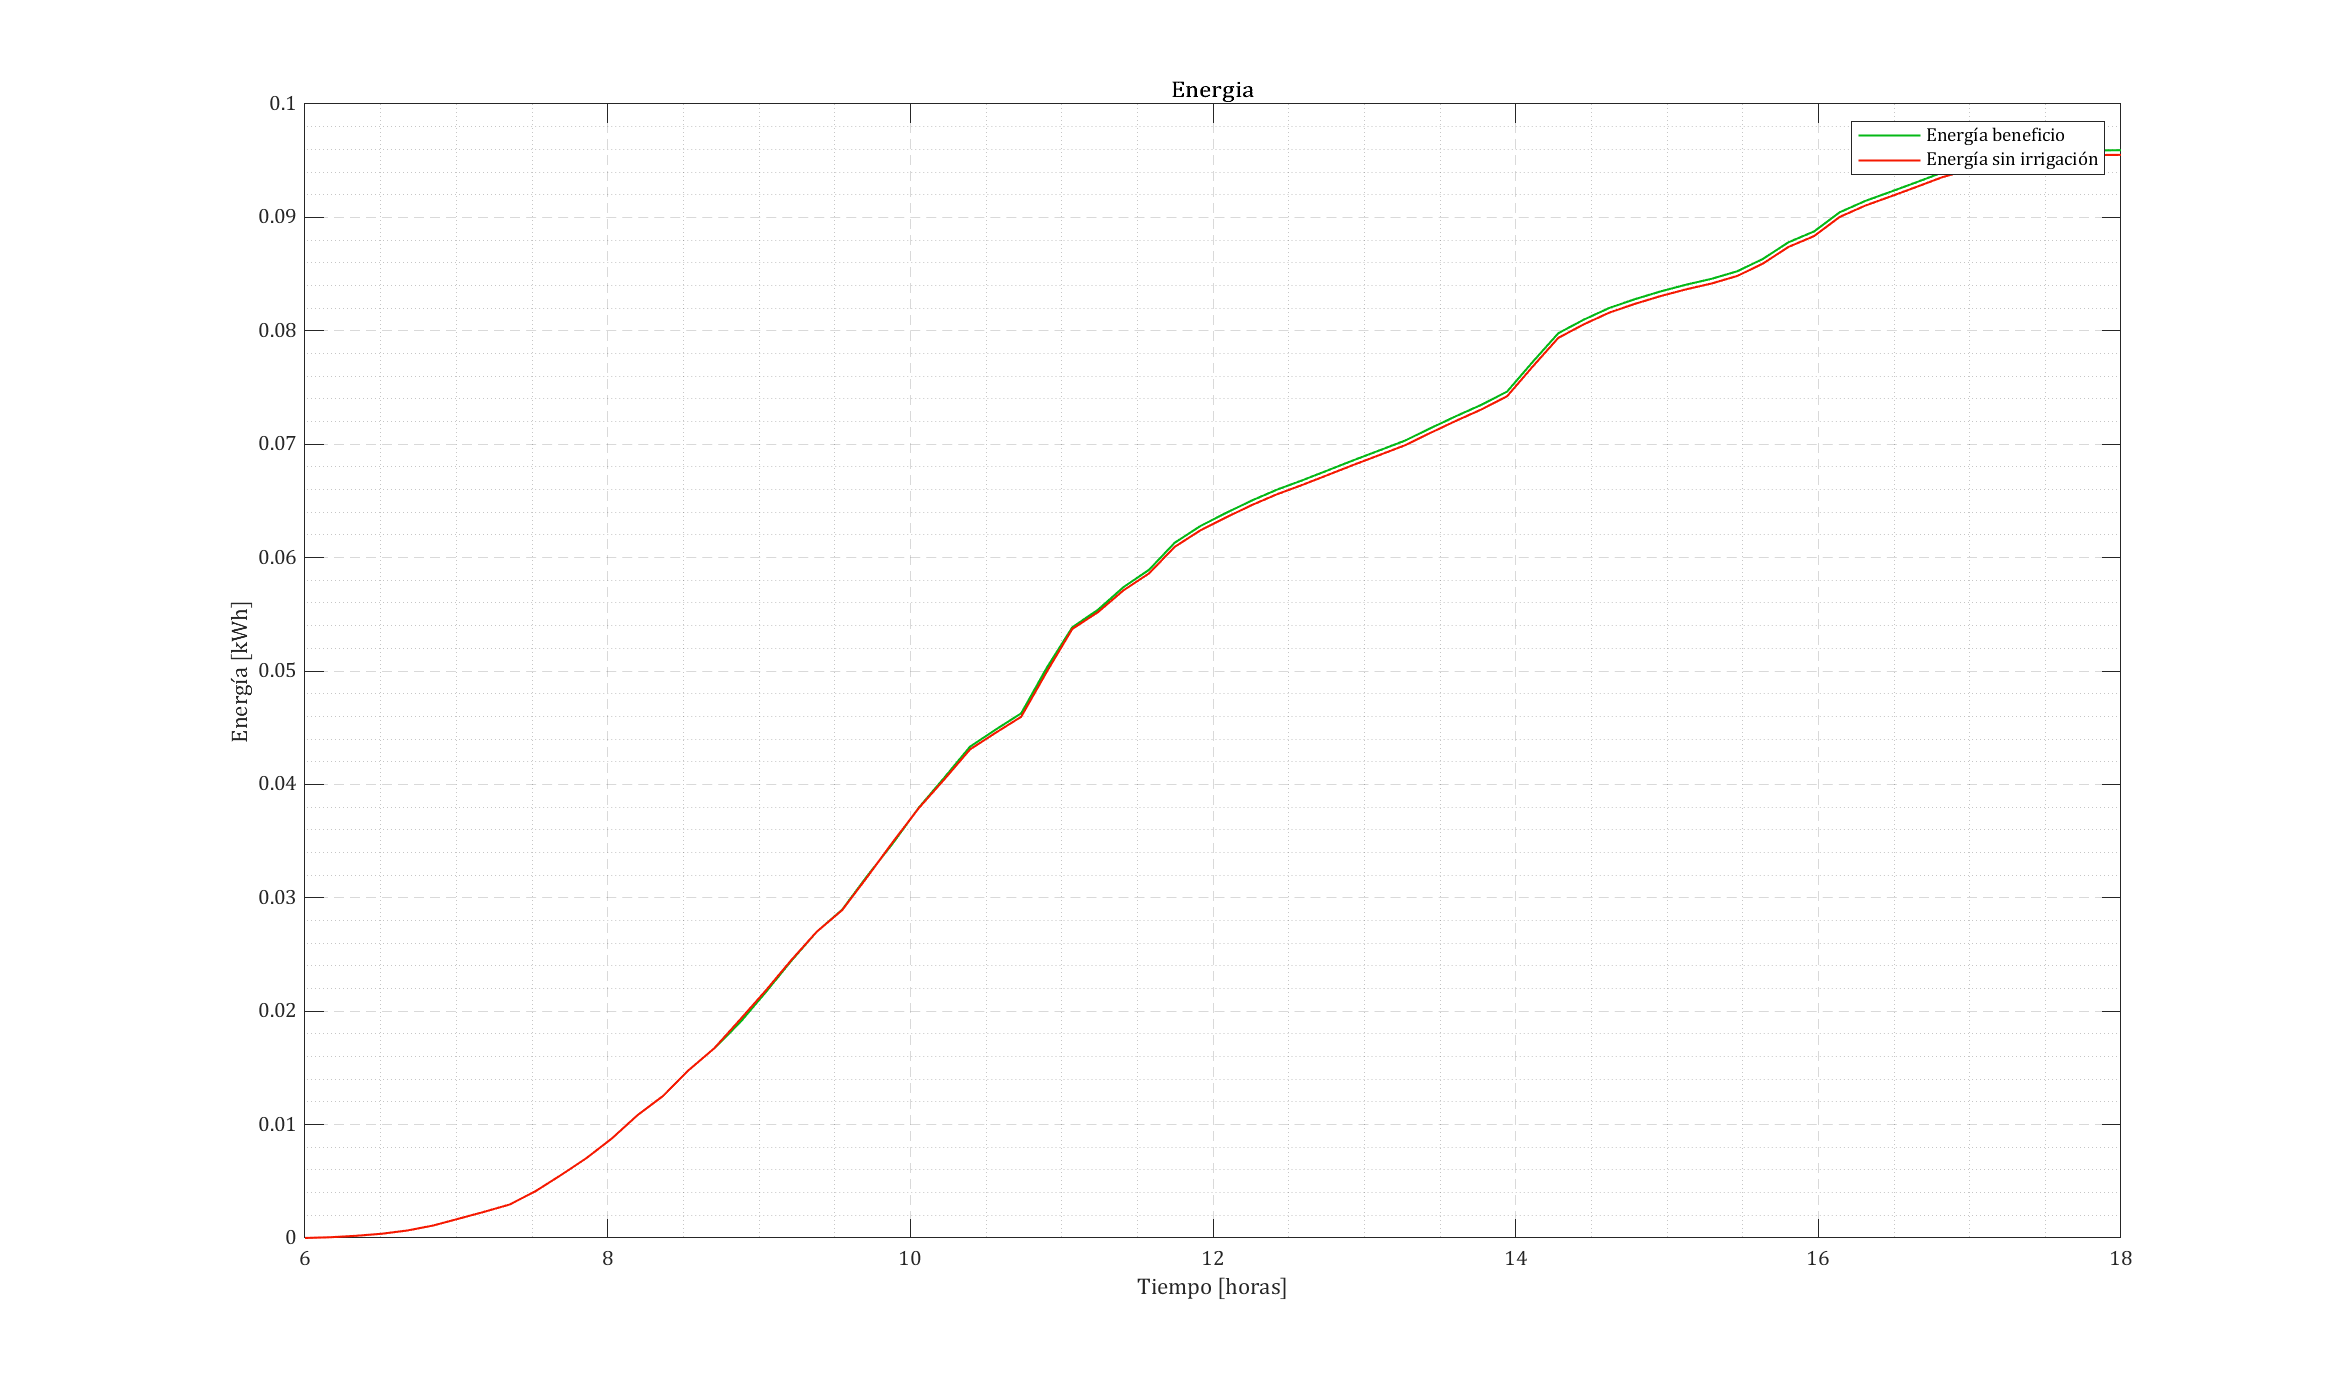 Energia
0.1
0.09
0.08
0.07
0.06
0.05
0.04
0.03
0.02
0.01
0
Energía [kWh]
Energía beneficio
Energía sin irrigación
6 8 10 12 14 16 18
Tiempo [horas]